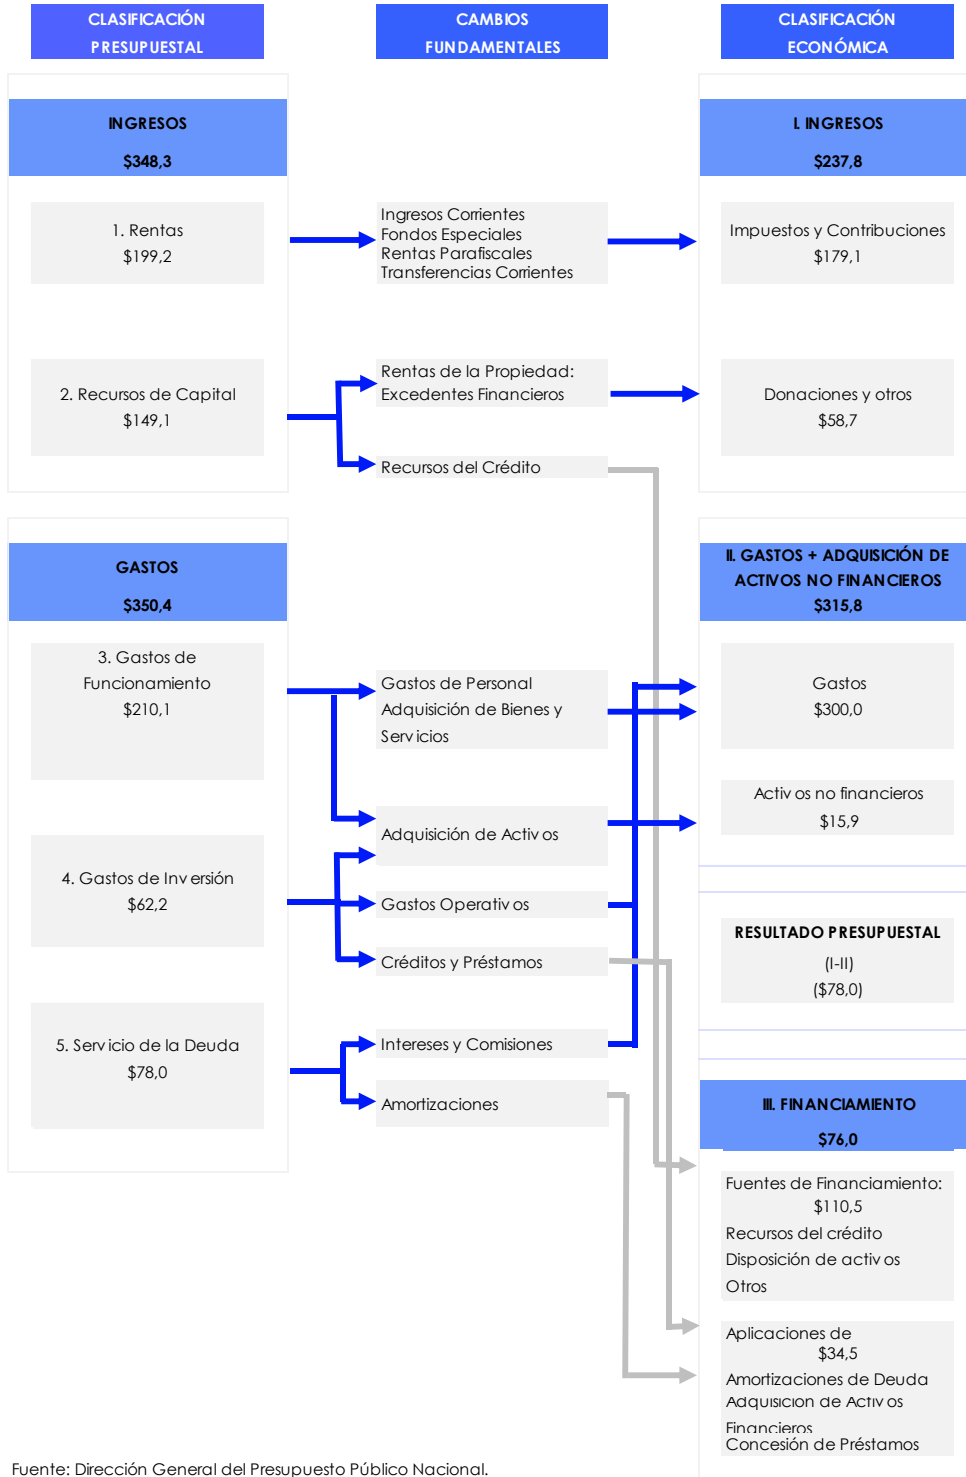 CLASIFICACIÓN
PRESUPUESTAL
CAMBIOS
FUNDAMENTALES
CLASIFICACIÓN
ECONÓMICA
INGRESOS
$348,3
I. INGRESOS
$237,8
1. Rentas
$199,2
Ingresos Corrientes
Fondos Especiales
Rentas Parafiscales
Transferencias Corrientes
Impuestos y Contribuciones
$179,1
2. Recursos de Capital
$149,1
Rentas de la Propiedad:
Excedentes Financieros
Recursos del Crédito
Donaciones y otros
$58,7
GASTOS
$350,4
II. GASTOS + ADQUISICIÓN DE
ACTIVOS NO FINANCIEROS
$315,8
3. Gastos de
Funcionamiento
$210,1
Gastos de Personal
Adquisición de Bienes y
Servicios
Gastos
$300,0
Adquisición de Activos
Activos no financieros
$15,9
4. Gastos de Inversión
$62,2
Gastos Operativos
Créditos y Préstamos
RESULTADO PRESUPUESTAL
(I-II)
($78,0)
5. Servicio de la Deuda
$78,0
Intereses y Comisiones
Amortizaciones
III. FINANCIAMIENTO
$76,0
Fuentes de Financiamiento:
$110,5
Recursos del crédito
Disposición de activos
Otros
Aplicaciones de
$34,5
Amortizaciones de Deuda
Adquisición de Activos
Financieros
Concesión de Préstamos
Fuente: Dirección General del Presupuesto Público Nacional.